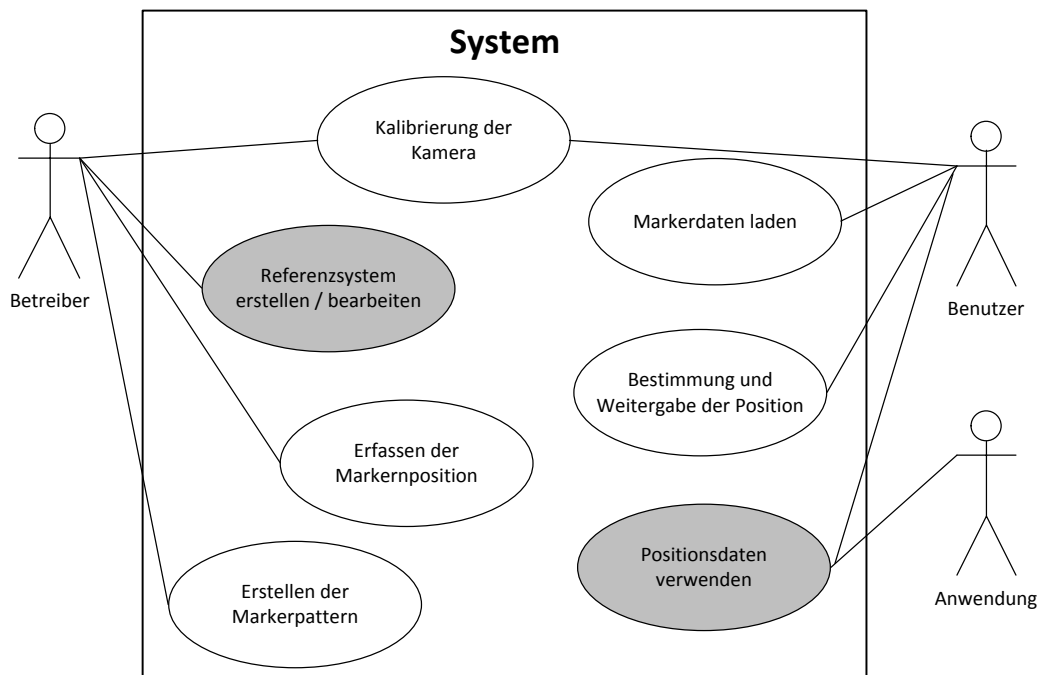 System
Kalibrierung der
Kamera
Markerdaten laden
Referenzsystem
erstellen / bearbeiten
Betreiber
Benutzer
Bestimmung und
Weitergabe der Position
Erfassen der
Markernposition
Positionsdaten
verwenden
Erstellen der
Markerpattern
Anwendung